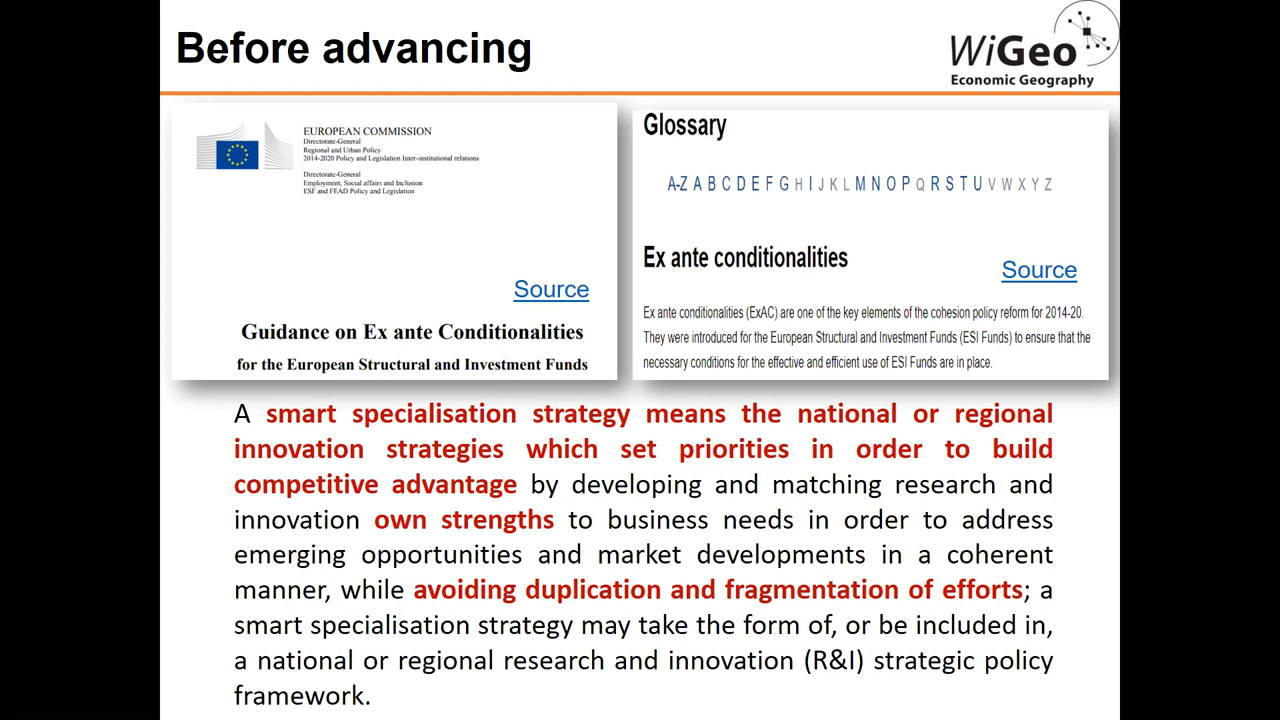 Before advancing
WiGeo
Economic Geography
EUROPEAN COMMISSION
Directorate-General
Regional and Urban Policy
2014-2020 Policy and Legislation Inter-institutional relations
Directorate-General
Employment, Social affairs and Inclusion
ESF and FEAD Policy and Legislation
Source
Guidance on Ex ante Conditionalities
for the European Structural and Investment Funds
Glossary
A-Z A B C D E F G H I J K L M N O P Q R S T U V W X Y Z
Ex ante conditionalities
Source
Ex ante conditionalities (ExAC) are one of the key elements of the cohesion policy reform for 2014-20.
They were introduced for the European Structural and Investment Funds (ESI Funds) to ensure that the
necessary conditions for the effective and efficient use of ESI Funds are in place.
A smart specialisation strategy means the national or regional
innovation strategies which set priorities in order to build
competitive advantage by developing and matching research and
innovation own strengths to business needs in order to address
emerging opportunities and market developments in a coherent
manner, while avoiding duplication and fragmentation of efforts; a
smart specialisation strategy may take the form of, or be included in,
a national or regional research and innovation (R&I) strategic policy
framework.